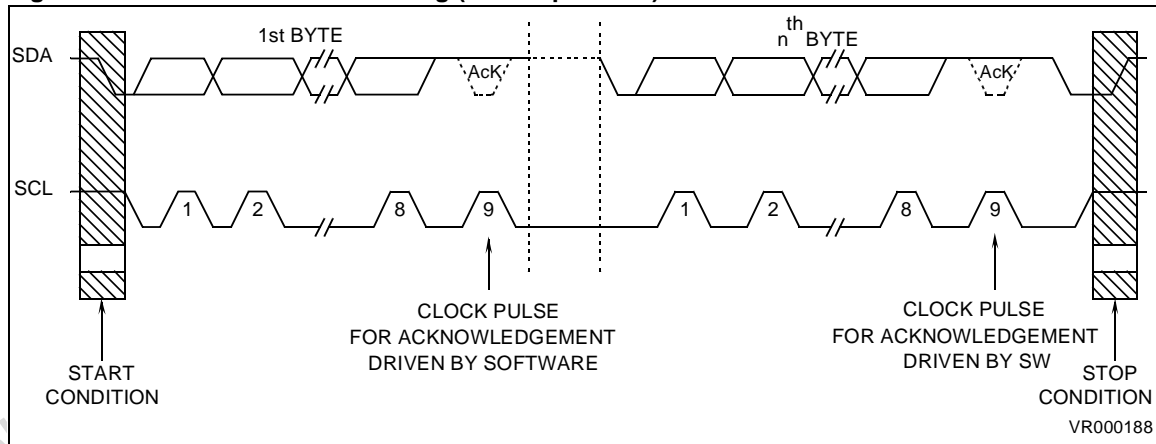 1st BYTE
th
n BYTE
SDA
AcK
AcK
SCL
1
2
8
9
1
2
8
9
CLOCK PULSE
FOR ACKNOWLEDGEMENT
DRIVEN BY SOFTWARE
CLOCK PULSE
FOR ACKNOWLEDGEMENT
DRIVEN BY SW
START
CONDITION
STOP
CONDITION
VR000188